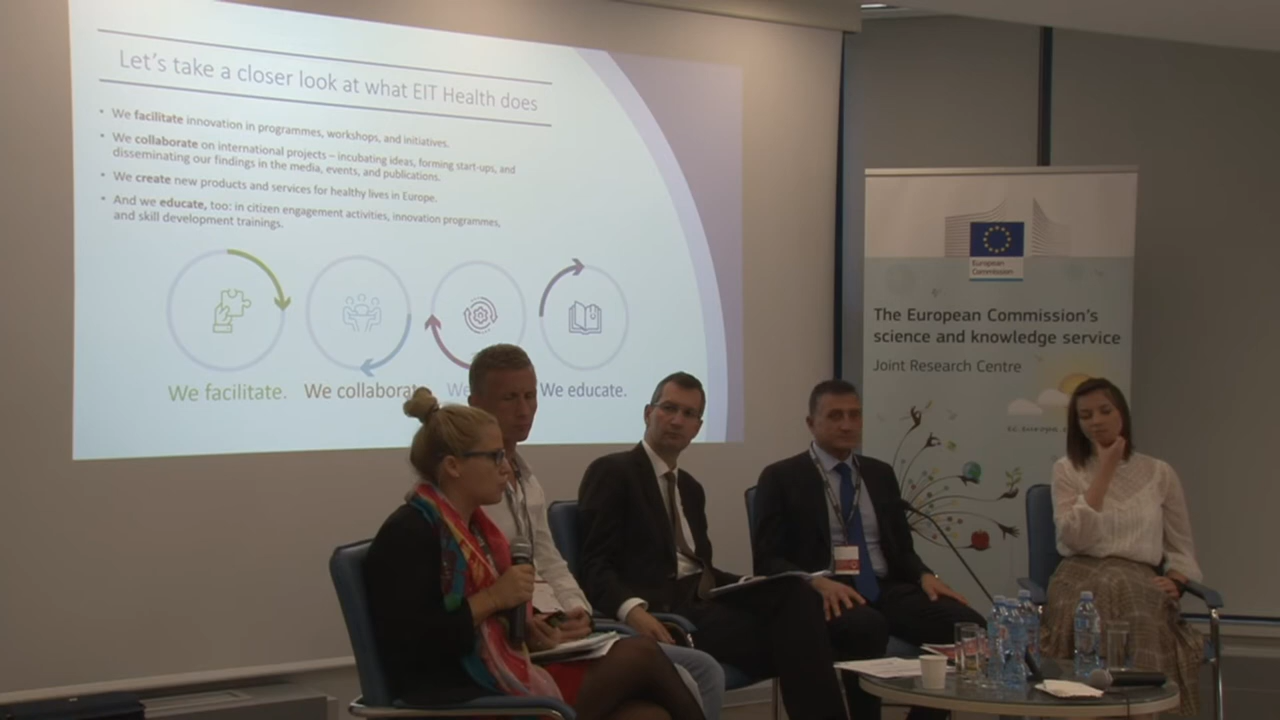 Let's take a closer look at what EIT Health does
• We facilitate innovation in programmes, workshops, and initiatives.
• We collaborate on international projects – incubating ideas, forming start-ups, and
disseminating our findings in the media, events, and publications.
• We create new products and services for healthy lives in Europe.
• And we educate, too: in citizen engagement activities, innovation programmes,
and skill development trainings.
We facilitate.
We collaborat
We
We educate.
European
Commission
The European Commission's
science and knowledge service
Joint Research Centre